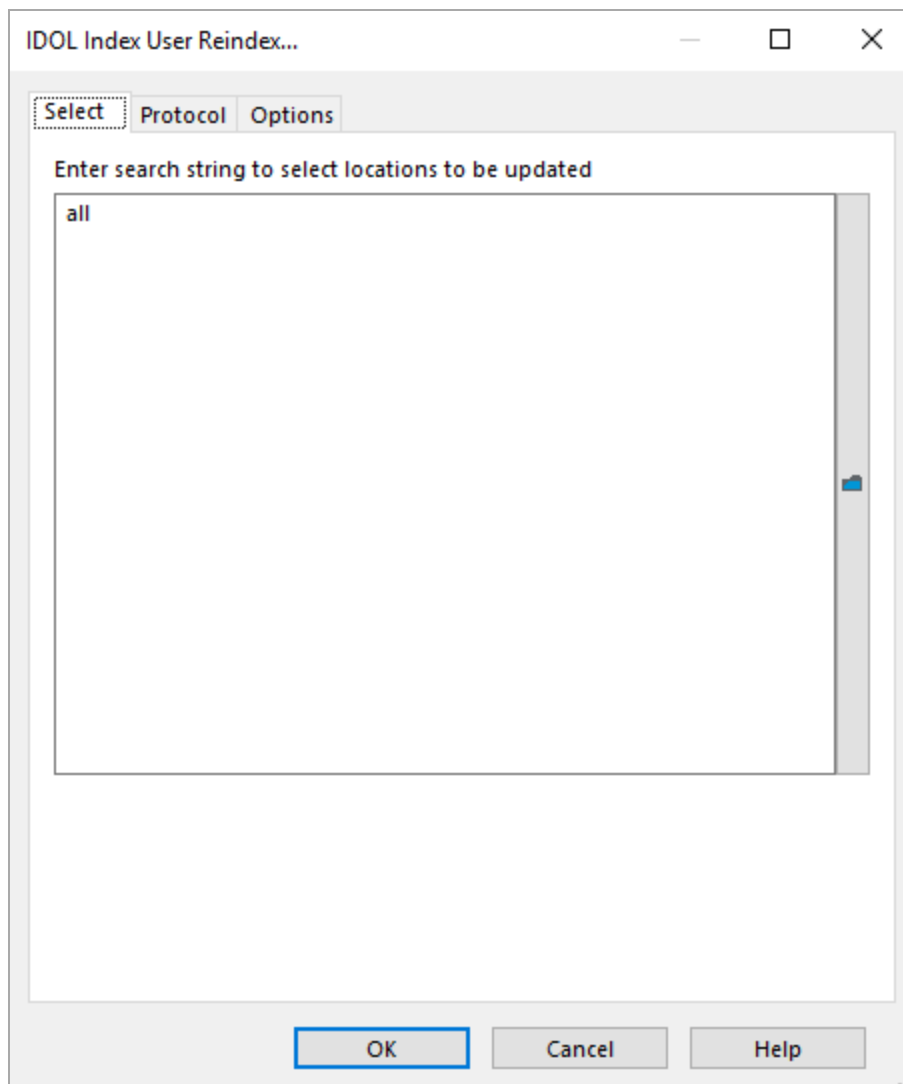 IDOL Index User Reindex...
Select Protocol Options
Enter search string to select locations to be updated
all
OK Cancel Help